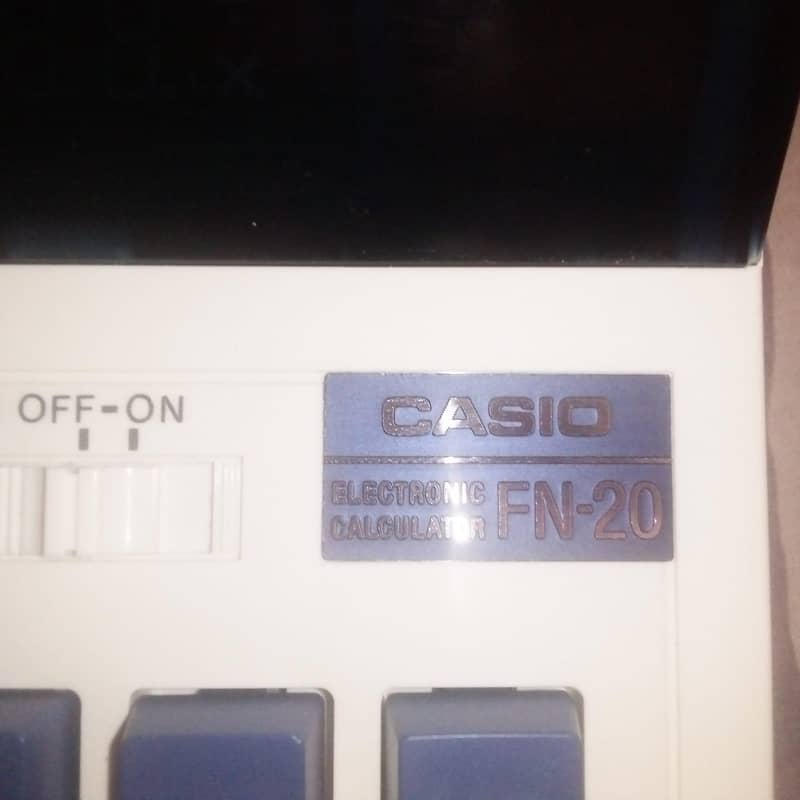 OFF-ON
CASIO
ELECTRONIC
CALCULATOR
FN-20